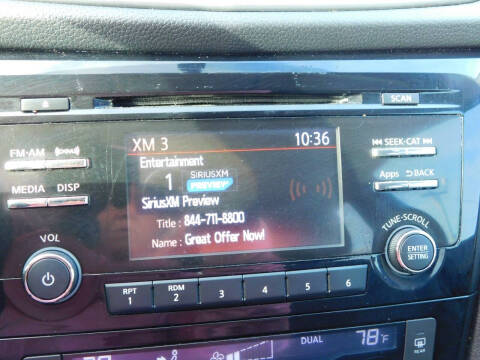 SCAN
XM 3 10:36
FM·AM
Entertainment
SEEK·CAT
1 SIRIUSXM
PREVIEW
MEDIA DISP
SiriusXM Preview
Apps BACK
Title : 844-711-8800
TUNE·SCROLL
Name : Great Offer Now!
VOL
ENTER
SETTING
RPT 1 RDM 2 3 4 5 6
DUAL 78°F
REAR